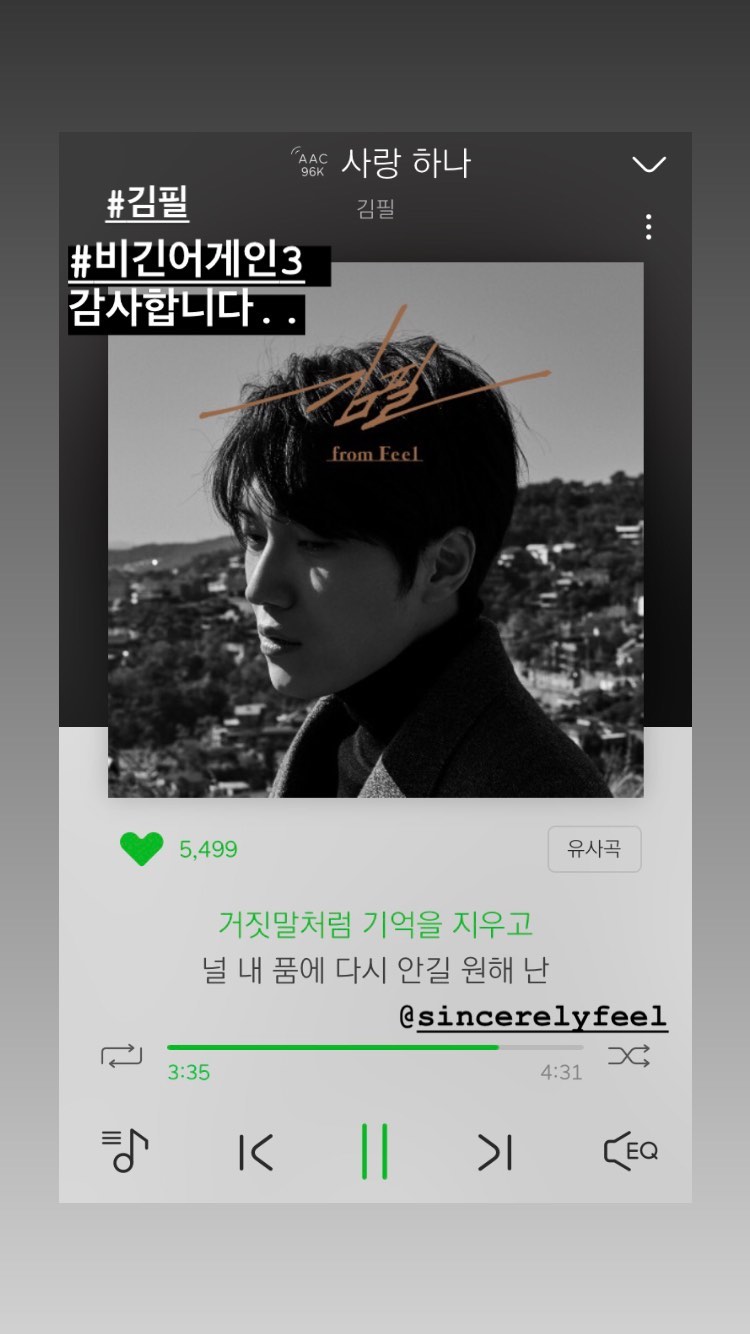 AAC
96K
사랑 하나
김필
#김필
#비긴어게인3
감사합니다..
김필
from Feel
5,499
유사곡
거짓말처럼 기억을 지우고
널 내 품에 다시 안길 원해 난
@sincerelyfeel
3:35
4:31
EQ